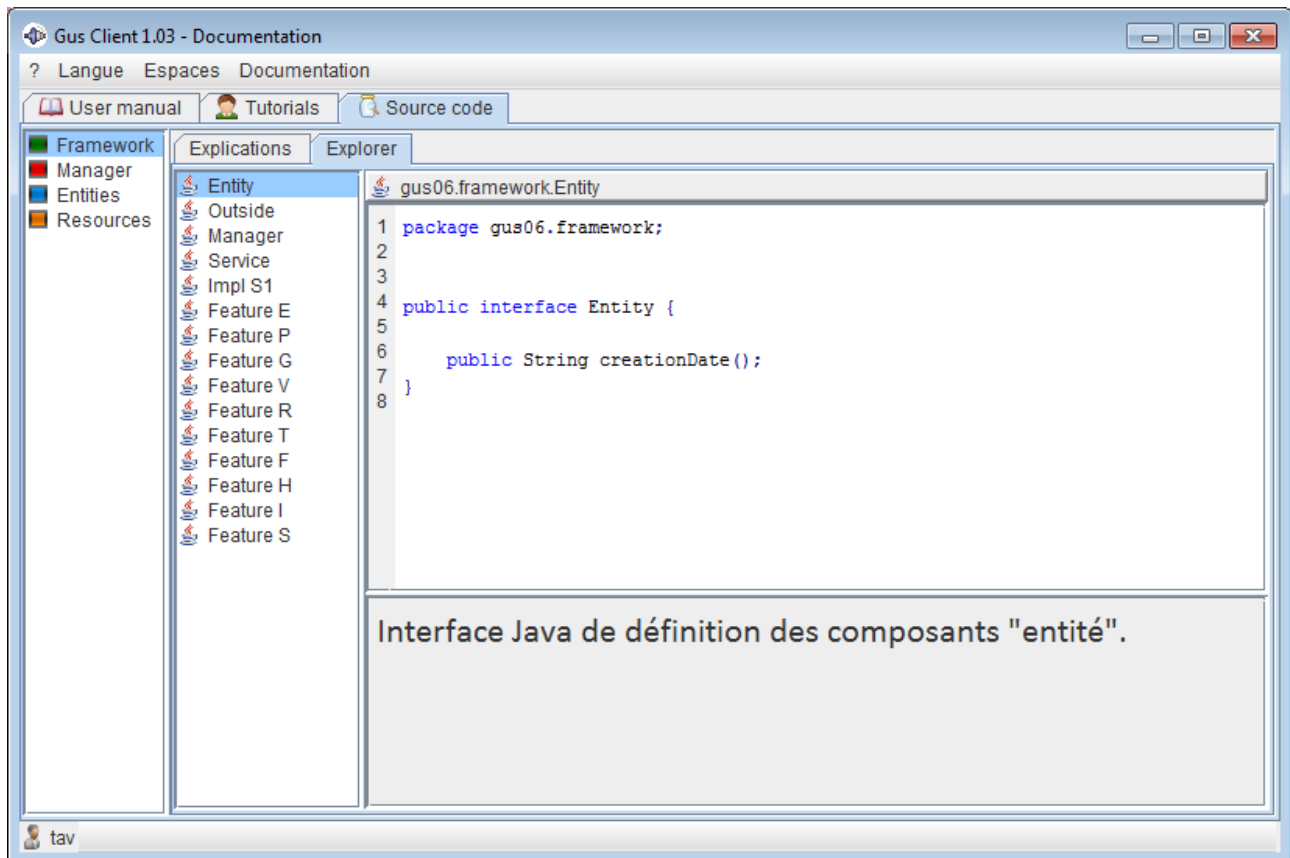 Gus Client 1.03 - Documentation
? Langue Espaces Documentation
User manual Tutorials Source code
Framework
Manager
Entities
Resources
Explications Explorer
Entity
Outside
Manager
Service
Impl S1
Feature E
Feature P
Feature G
Feature V
Feature R
Feature T
Feature F
Feature H
Feature I
Feature S
gus06.framework.Entity
1 package gus06.framework;
2
3
4 public interface Entity {
5
6 public String creationDate();
7 }
8
Interface Java de définition des composants "entité".
tav